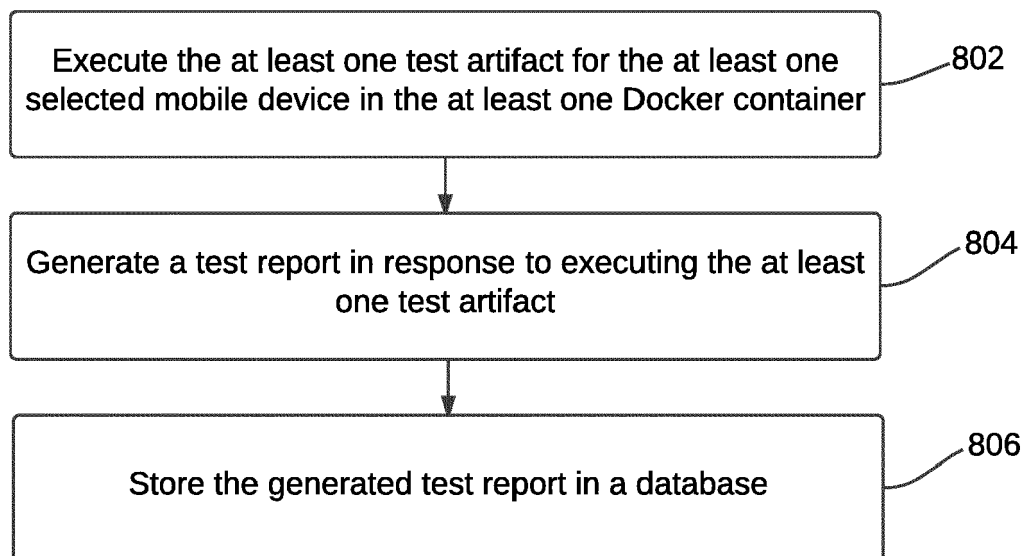 Execute the at least one test artifact for the at least one
selected mobile device in the at least one Docker container
802
Generate a test report in response to executing the at least
one test artifact
804
Store the generated test report in a database
806